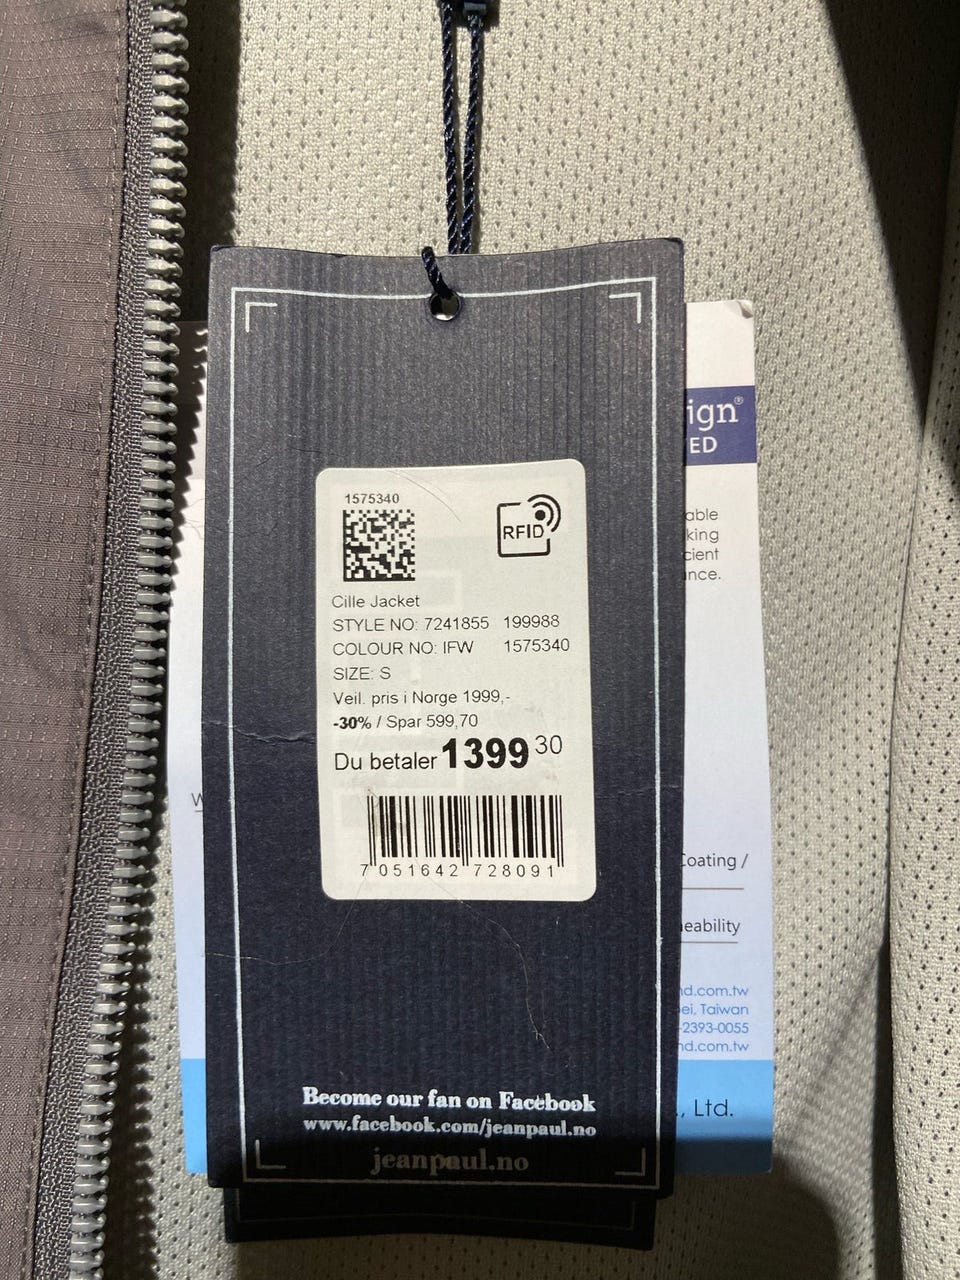 ign®
ED
able
king
cient
ance.
1575340
RFID
Cille Jacket
STYLE NO: 7241855 199988
COLOUR NO: IFW 1575340
SIZE: S
Veil. pris i Norge 1999,-
-30% / Spar 599,70
Du betaler 1399 30
7 051642 728091
W
Coating /
neability
nd.com.tw
pei, Taiwan
-2393-0055
nd.com.tw
., Ltd.
Become our fan on Facebook
www.facebook.com/jeanpaul.no
jeanpaul.no